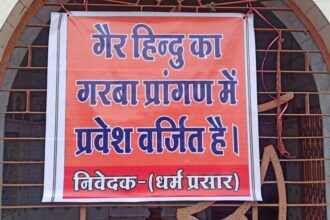 गैर हिन्दु का
गरबा प्रांगण में
प्रवेश वर्जित है।
निवेदक-(धर्म प्रसार)